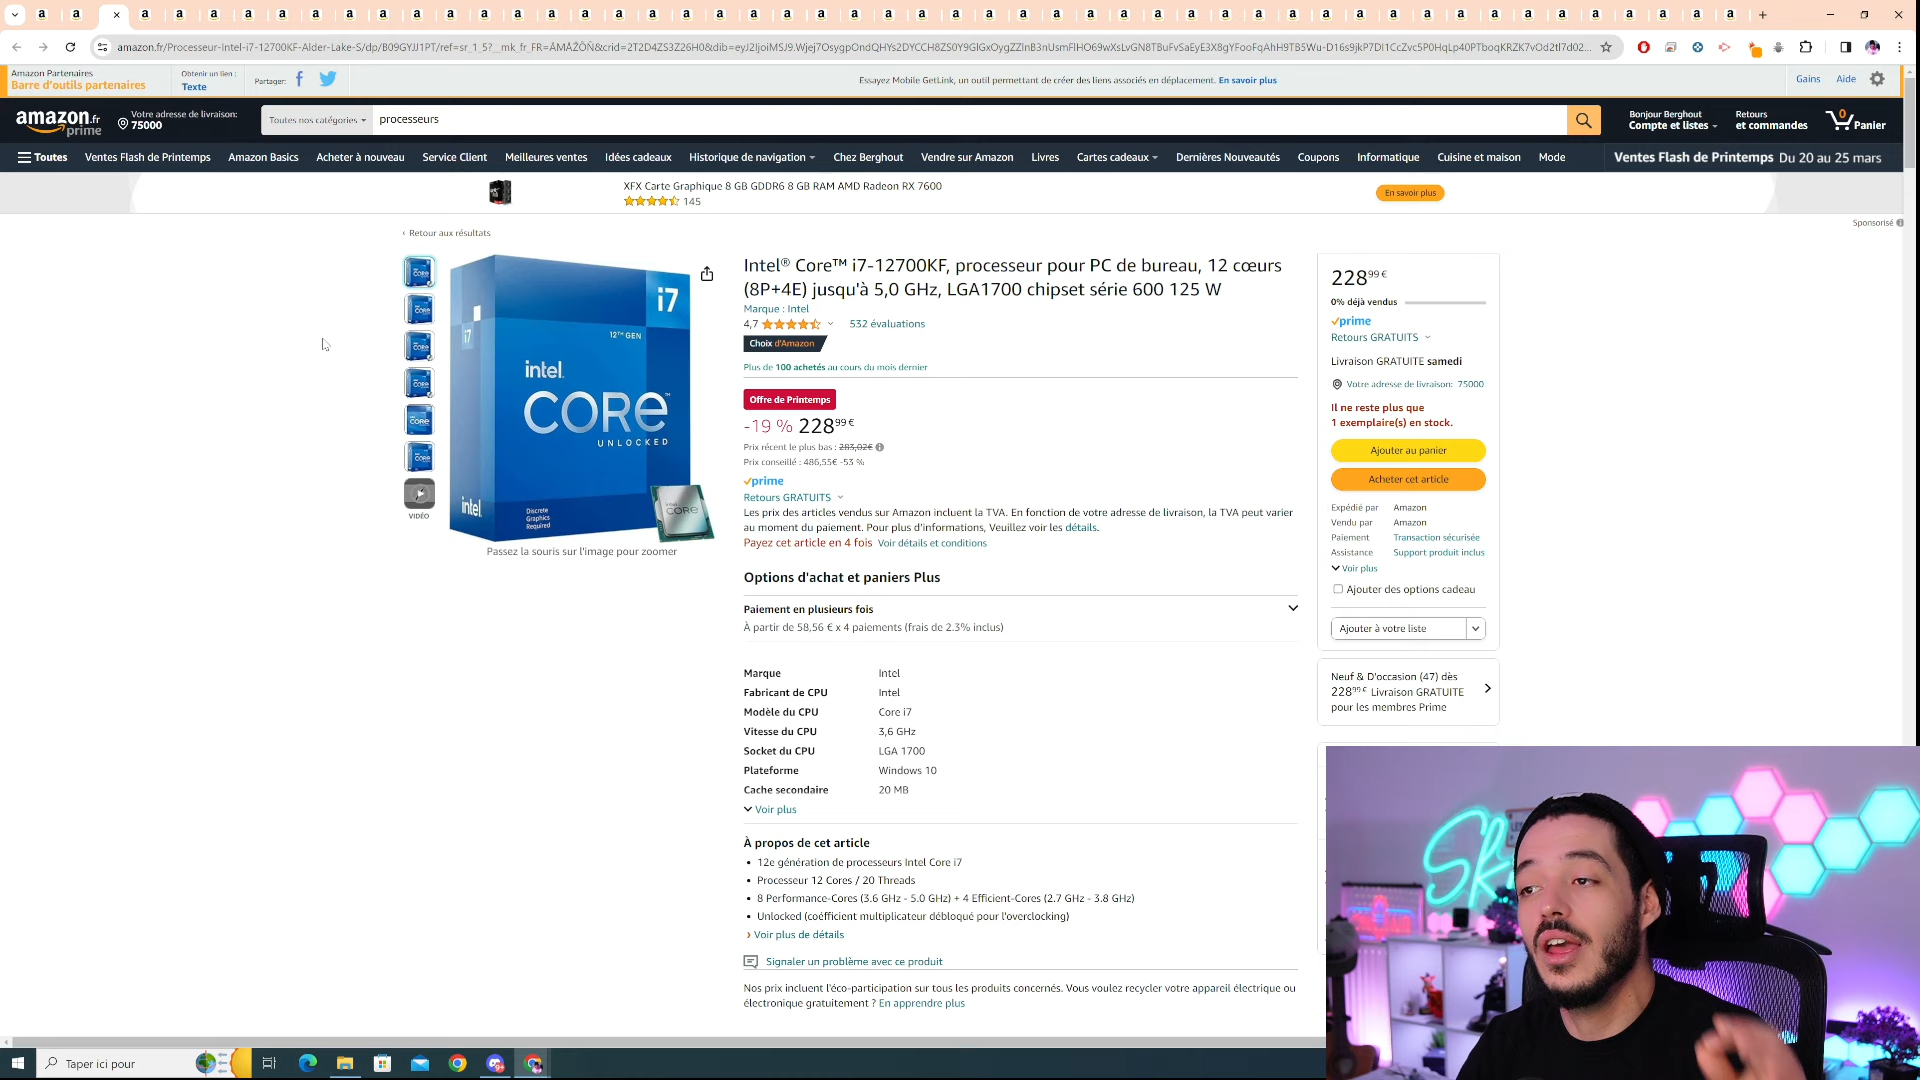 amazon.fr/Processeur-Intel-i7-12700KF-Alder-Lake-S/dp/B09GYJJ1PT/ref=sr_1_5?__mk_fr_FR=ÅMÅŽÕÑ&crid=2T2D4ZS3Z26H0&dib=
Amazon Partenaires
Barre d'outils partenaires
Obtenir un lien :
Texte
Partager:
Essayez Mobile GetLink, un outil permettant de créer des liens associés en déplacement. En savoir plus
Gains
Aide
amazon.fr
prime
Votre adresse de livraison:
75000
Toutes nos catégories
processeurs
Bonjour Berghout
Compte et listes
Retours
et commandes
0
Panier
Toutes
Ventes Flash de Printemps
Amazon Basics
Acheter à nouveau
Service Client
Meilleures ventes
Idées cadeaux
Historique de navigation
Chez Berghout
Vendre sur Amazon
Livres
Cartes cadeaux
Dernières Nouveautés
Coupons
Informatique
Cuisine et maison
Mode
Ventes Flash de Printemps Du 20 au 25 mars
XFX Carte Graphique 8 GB GDDR6 8 GB RAM AMD Radeon RX 7600
145
En savoir plus
Sponsorisé
‹ Retour aux résultats
VIDÉO
i7
i7
12TH GEN
intel.
CORE™
UNLOCKED
intel.
Discrete
Graphics
Required
CORE
Passez la souris sur l'image pour zoomer
Intel® Core™ i7-12700KF, processeur pour PC de bureau, 12 cœurs
(8P+4E) jusqu'à 5,0 GHz, LGA1700 chipset série 600 125 W
Marque : Intel
4,7
532 évaluations
Choix d'Amazon
Plus de 100 achetés au cours du mois dernier
Offre de Printemps
-19 % 228 99 €
Prix récent le plus bas : 283,02€
Prix conseillé : 486,55€ -53 %
prime
Retours GRATUITS
Les prix des articles vendus sur Amazon incluent la TVA. En fonction de votre adresse de livraison, la TVA peut varier
au moment du paiement. Pour plus d'informations, Veuillez voir les détails.
Payez cet article en 4 fois Voir détails et conditions
Options d'achat et paniers Plus
Paiement en plusieurs fois
À partir de 58,56 € x 4 paiements (frais de 2.3% inclus)
Marque Intel
Fabricant de CPU Intel
Modèle du CPU Core i7
Vitesse du CPU 3,6 GHz
Socket du CPU LGA 1700
Plateforme Windows 10
Cache secondaire 20 MB
Voir plus
À propos de cet article
• 12e génération de processeurs Intel Core i7
• Processeur 12 Cores / 20 Threads
• 8 Performance-Cores (3.6 GHz - 5.0 GHz) + 4 Efficient-Cores (2.7 GHz - 3.8 GHz)
• Unlocked (coéfficient multiplicateur débloqué pour l'overclocking)
› Voir plus de détails
Signaler un problème avec ce produit
Nos prix incluent l'éco-participation sur tous les produits concernés. Vous voulez recycler votre appareil électrique ou
électronique gratuitement ? En apprendre plus
228 99 €
0% déjà vendus
prime
Retours GRATUITS
Livraison GRATUITE samedi
Votre adresse de livraison: 75000
Il ne reste plus que
1 exemplaire(s) en stock.
Ajouter au panier
Acheter cet article
Expédié par Amazon
Vendu par Amazon
Paiement Transaction sécurisée
Assistance Support produit inclus
Voir plus
Ajouter des options cadeau
Ajouter à votre liste
Neuf & D'occasion (47) dès
228 99 € Livraison GRATUITE
pour les membres Prime
Sk
Taper ici pour